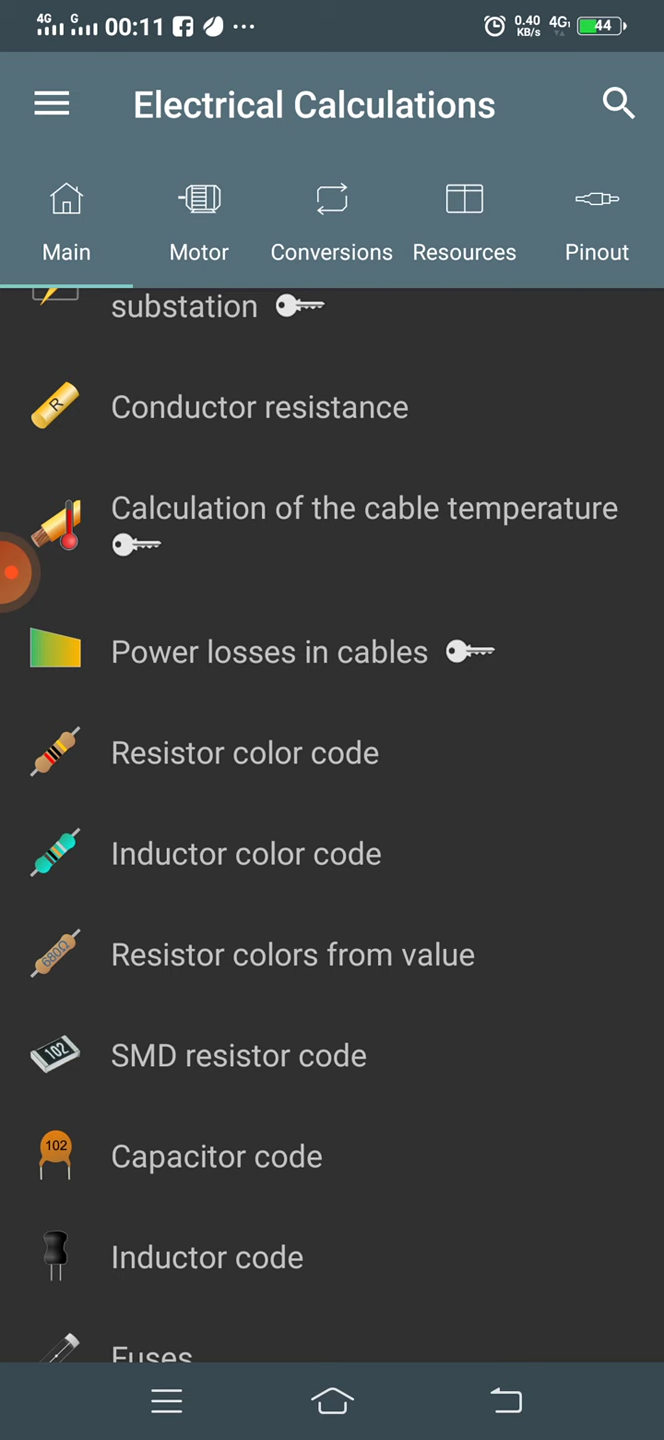 4G G 00:11 0.40 KB/s 4G 44
Electrical Calculations
Main Motor Conversions Resources Pinout
substation
R Conductor resistance
Calculation of the cable temperature
Power losses in cables
Resistor color code
Inductor color code
680Ω Resistor colors from value
102 SMD resistor code
102 Capacitor code
Inductor code
Fuses